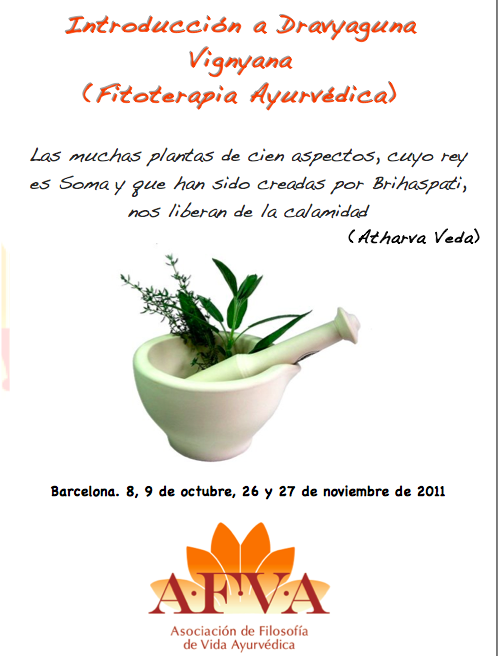 Introducción a Dravyaguna
Vignyana
(Fitoterapia Ayurvédica)
Las muchas plantas de cien aspectos, cuyo rey
es Soma y que han sido creadas por Brihaspati,
nos liberan de la calamidad
(Atharva Veda)
Barcelona. 8, 9 de octubre, 26 y 27 de noviembre de 2011
A·F·V·A
Asociación de Filosofía
de Vida Ayurvédica